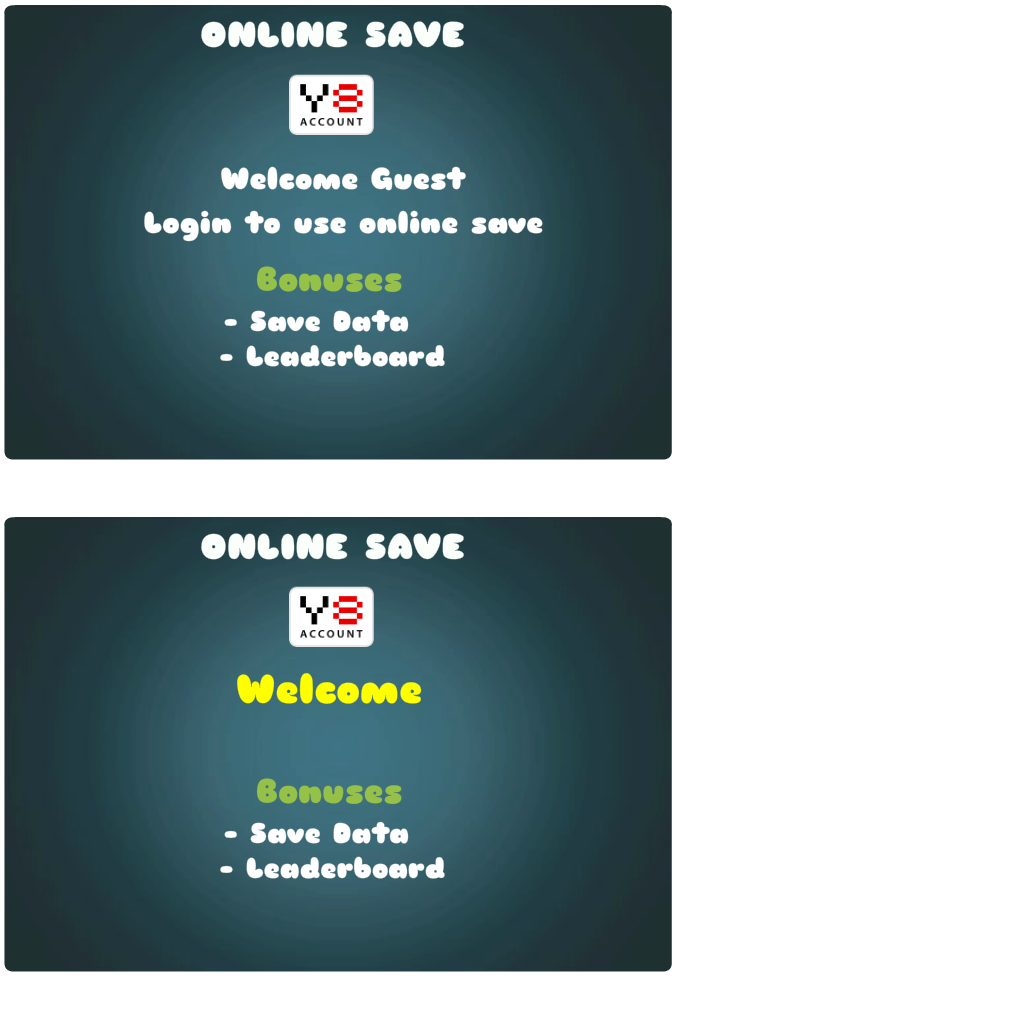 ONLINE SAVE
Y8
ACCOUNT
Welcome Guest
Login to use online save
Bonuses
- Save Data
- Leaderboard
ONLINE SAVE
Y8
ACCOUNT
Welcome
Bonuses
- Save Data
- Leaderboard